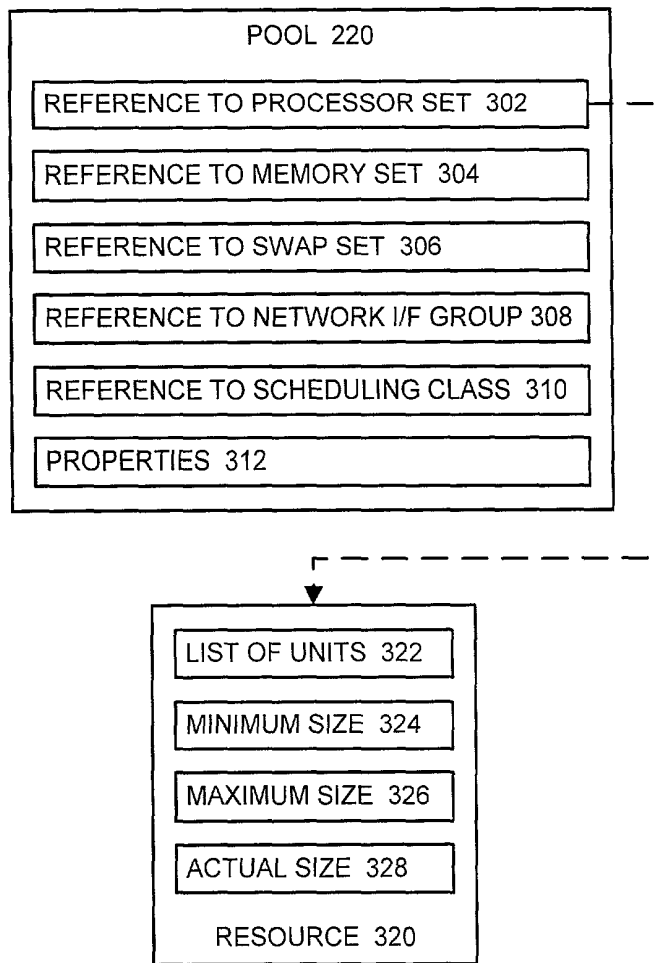 POOL 220
REFERENCE TO PROCESSOR SET 302
REFERENCE TO MEMORY SET 304
REFERENCE TO SWAP SET 306
REFERENCE TO NETWORK I/F GROUP 308
REFERENCE TO SCHEDULING CLASS 310
PROPERTIES 312
LIST OF UNITS 322
MINIMUM SIZE 324
MAXIMUM SIZE 326
ACTUAL SIZE 328
RESOURCE 320